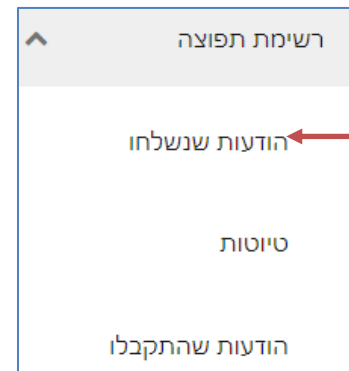 רשימת תפוצה
הודעות שנשלחו
טיוטות
הודעות שהתקבלו